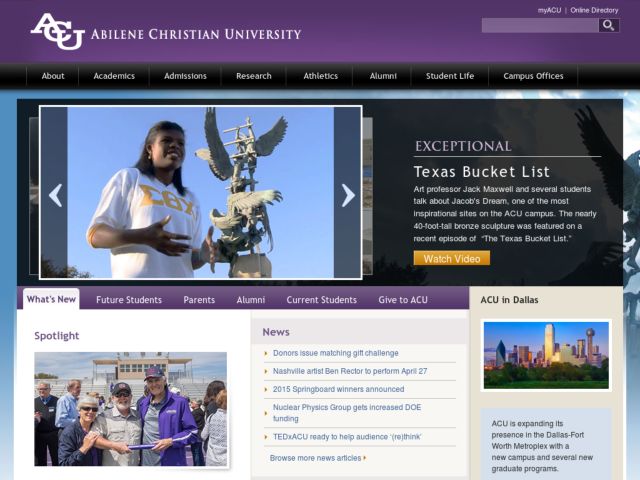 myACU | Online Directory
ACU ABILENE CHRISTIAN UNIVERSITY
About Academics Admissions Research Athletics Alumni Student Life Campus Offices
ΣΘΧ
EXCEPTIONAL
Texas Bucket List
Art professor Jack Maxwell and several students
talk about Jacob's Dream, one of the most
inspirational sites on the ACU campus. The nearly
40-foot-tall bronze sculpture was featured on a
recent episode of "The Texas Bucket List."
Watch Video
What's New Future Students Parents Alumni Current Students Give to ACU
Spotlight
News
Donors issue matching gift challenge
Nashville artist Ben Rector to perform April 27
2015 Springboard winners announced
Nuclear Physics Group gets increased DOE
funding
TEDxACU ready to help audience '(re)think'
Browse more news articles
ACU in Dallas
ACU is expanding its
presence in the Dallas-Fort
Worth Metroplex with a
new campus and several new
graduate programs.